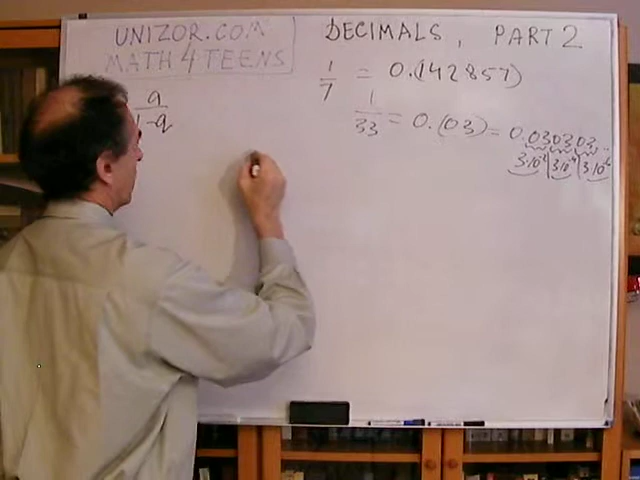 UNIZOR.COM
MATH 4 TEENS
DECIMALS, PART 2
1/7 = 0.(142857)
1/33 = 0.(03) = 0.030303...
3·10⁻² | 3·10⁻⁴ | 3·10⁻⁶
a/1-q